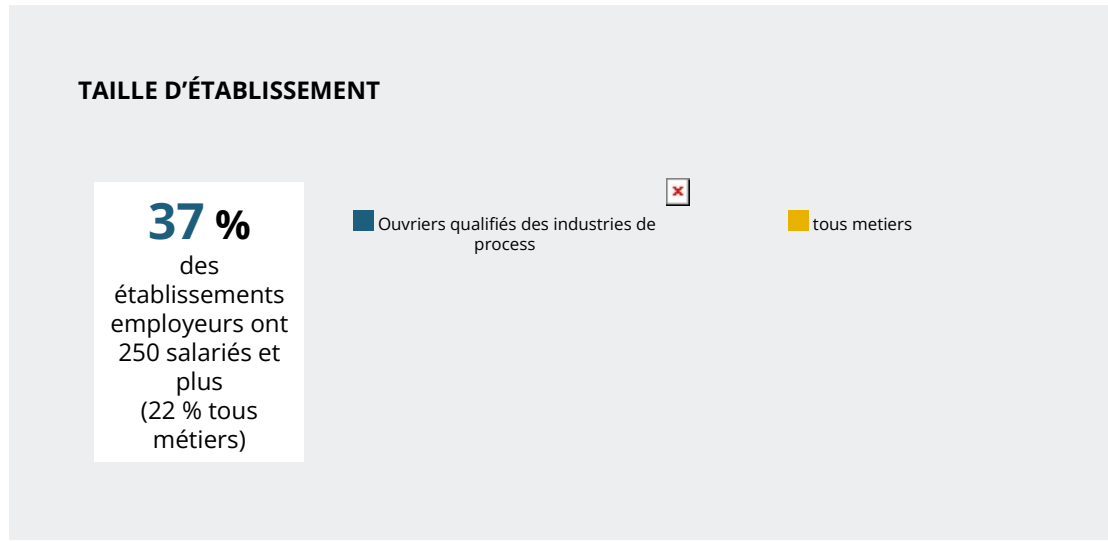 TAILLE D'ÉTABLISSEMENT
37 %
des
établissements
employeurs ont
250 salariés et
plus
(22 % tous
métiers)
Ouvriers qualifiés des industries de
process
tous metiers